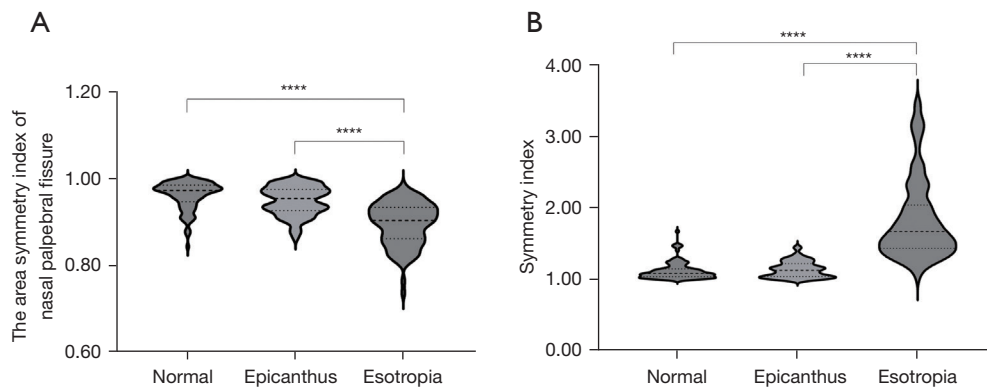 A
The area symmetry index of
nasal palpebral fissure
1.20
1.00
0.80
0.60
****
****
Normal
Epicanthus
Esotropia
B
Symmetry index
4.00
3.00
2.00
1.00
0.00
****
****
Normal
Epicanthus
Esotropia